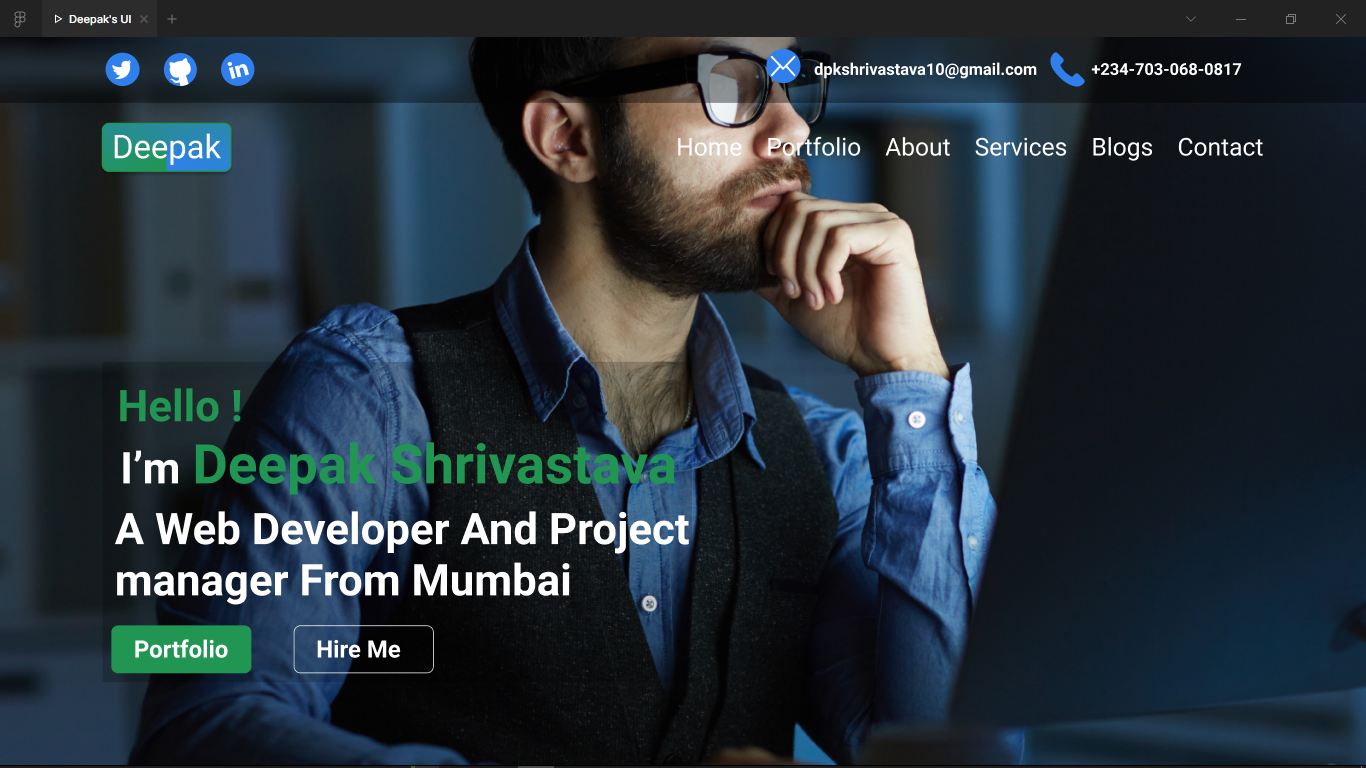 Deepak's UI
dpkshrivastava10@gmail.com
+234-703-068-0817
Deepak
Home Portfolio About Services Blogs Contact
Hello !
I’m Deepak Shrivastava
A Web Developer And Project
manager From Mumbai
Portfolio
Hire Me